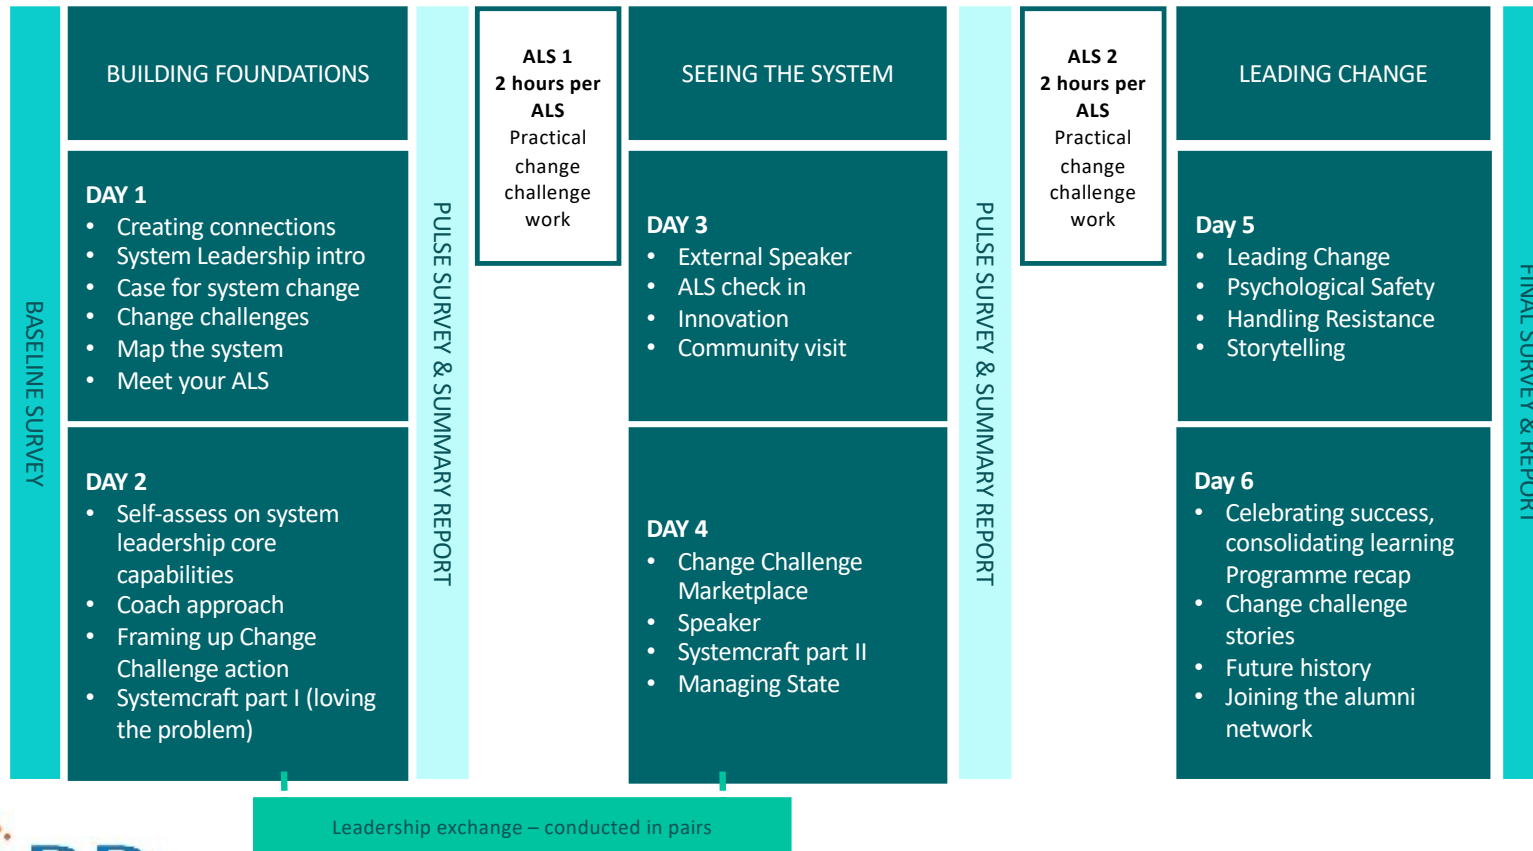 BASELINE SURVEY
BUILDING FOUNDATIONS
DAY 1
• Creating connections
• System Leadership intro
• Case for system change
• Change challenges
• Map the system
• Meet your ALS
DAY 2
• Self-assess on system
leadership core
capabilities
• Coach approach
• Framing up Change
Challenge action
• Systemcraft part I (loving
the problem)
PULSE SURVEY & SUMMARY REPORT
ALS 1
2 hours per
ALS
Practical
change
challenge
work
SEEING THE SYSTEM
DAY 3
• External Speaker
• ALS check in
• Innovation
• Community visit
DAY 4
• Change Challenge
Marketplace
• Speaker
• Systemcraft part II
• Managing State
PULSE SURVEY & SUMMARY REPORT
ALS 2
2 hours per
ALS
Practical
change
challenge
work
LEADING CHANGE
Day 5
• Leading Change
• Psychological Safety
• Handling Resistance
• Storytelling
Day 6
• Celebrating success,
consolidating learning
Programme recap
• Change challenge
stories
• Future history
• Joining the alumni
network
FINAL SURVEY & REPORT
Leadership exchange – conducted in pairs